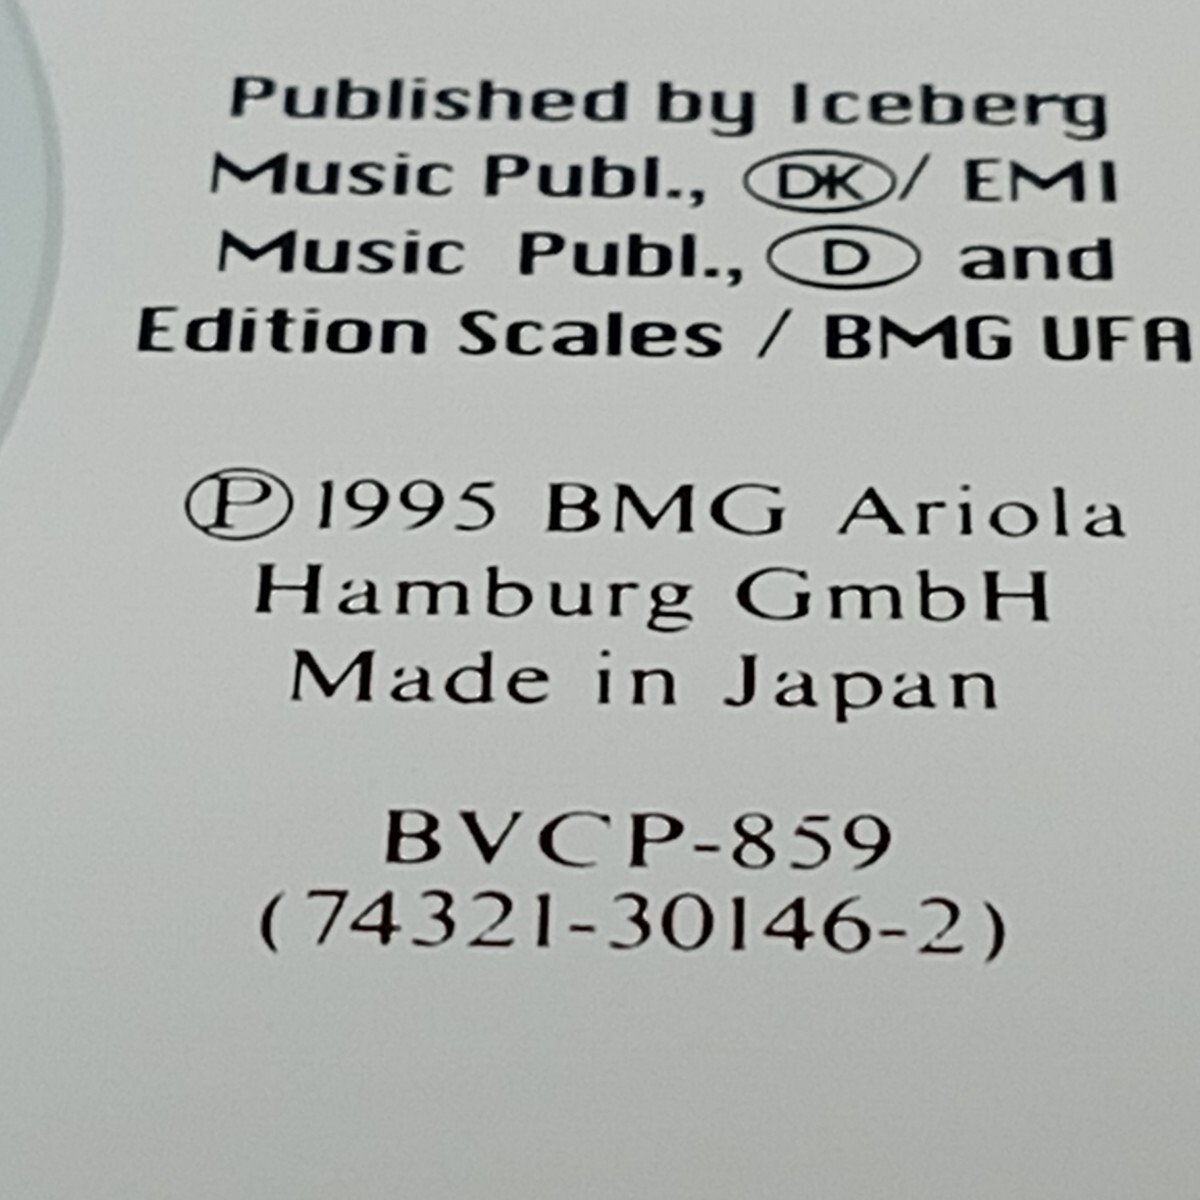 Published by Iceberg
Music Publ., DK / EMI
Music Publ., D and
Edition Scales / BMG UFA
℗1995 BMG Ariola
Hamburg GmbH
Made in Japan
BVCP-859
(74321-30146-2)